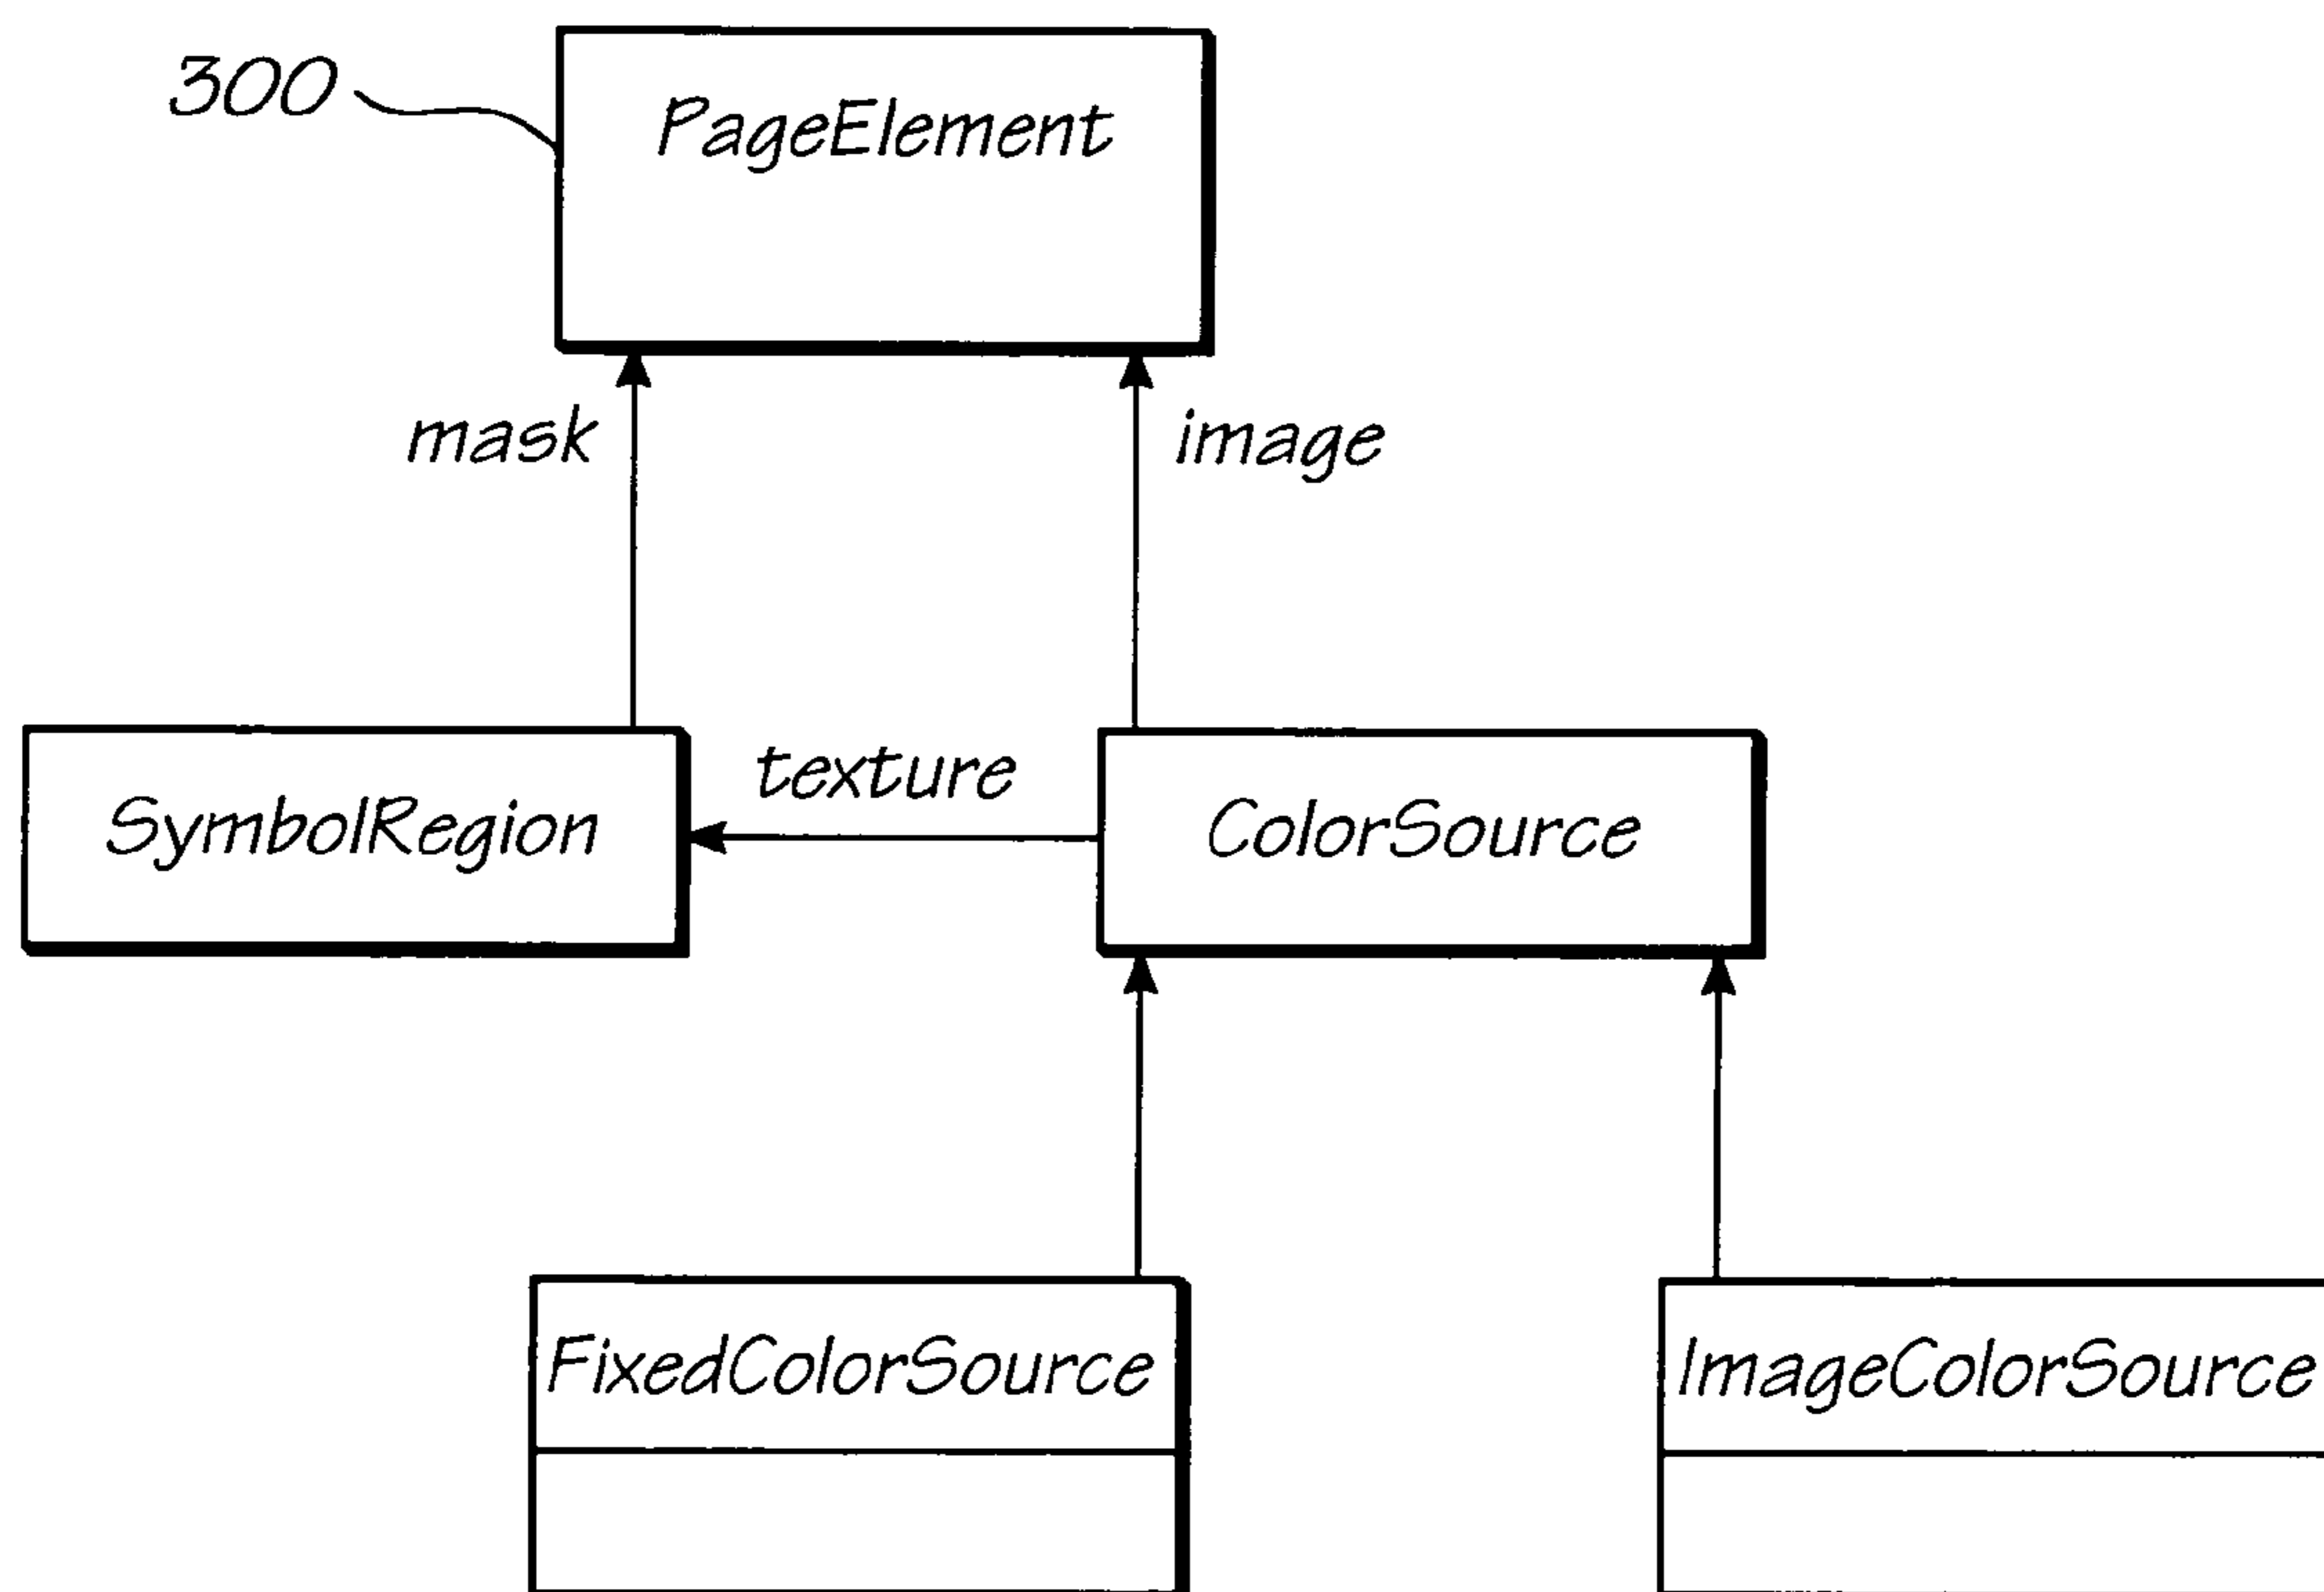 300
PageElement
mask
image
SymbolRegion
texture
ColorSource
FixedColorSource
ImageColorSource